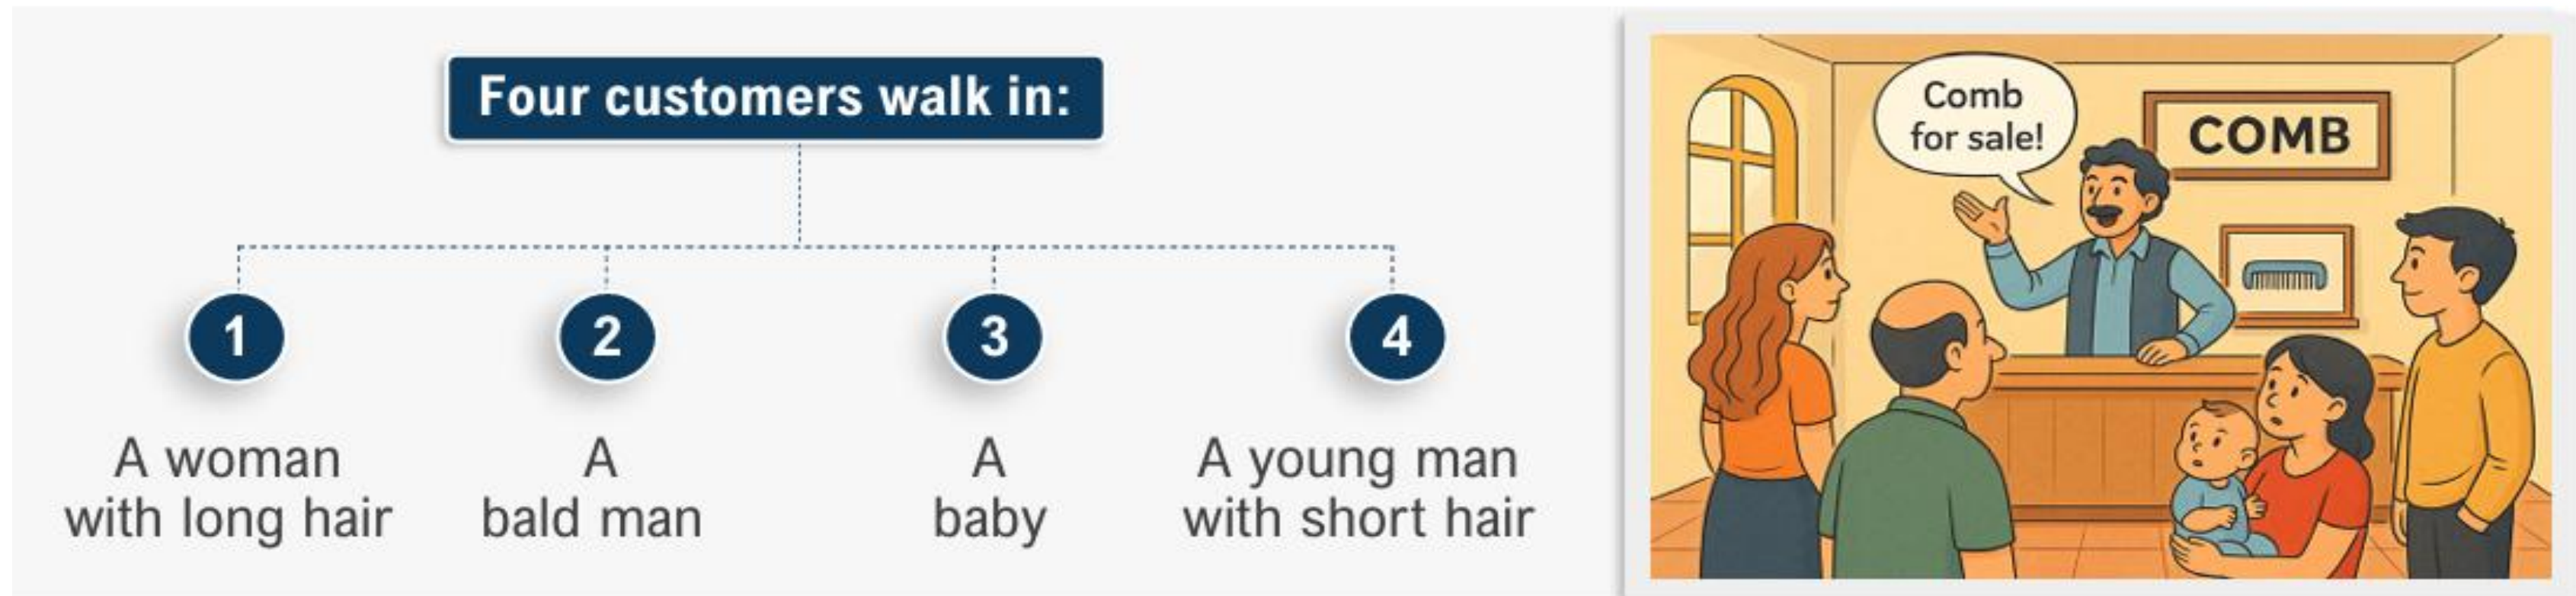 Four customers walk in:
1
2
3
4
A woman
with long hair
A
bald man
A
baby
A young man
with short hair
Comb
for sale!
COMB